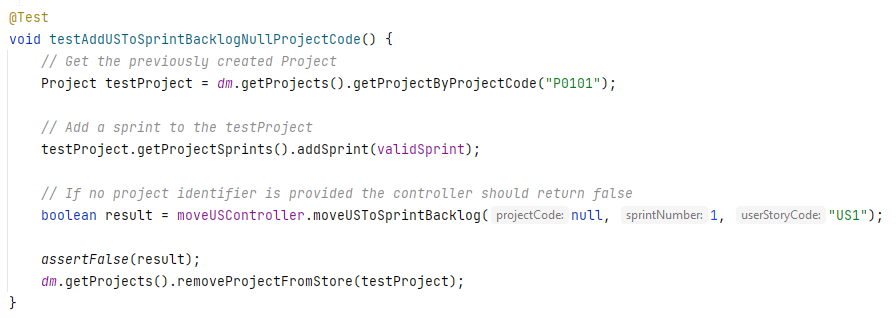 @Test
void testAddUSToSprintBacklogNullProjectCode() {
    // Get the previously created Project
    Project testProject = dm.getProjects().getProjectByProjectCode("P0101");

    // Add a sprint to the testProject
    testProject.getProjectSprints().addSprint(validSprint);

    // If no project identifier is provided the controller should return false
    boolean result = moveUSController.moveUSToSprintBacklog( projectCode: null, sprintNumber: 1, userStoryCode: "US1");

    assertFalse(result);
    dm.getProjects().removeProjectFromStore(testProject);
}